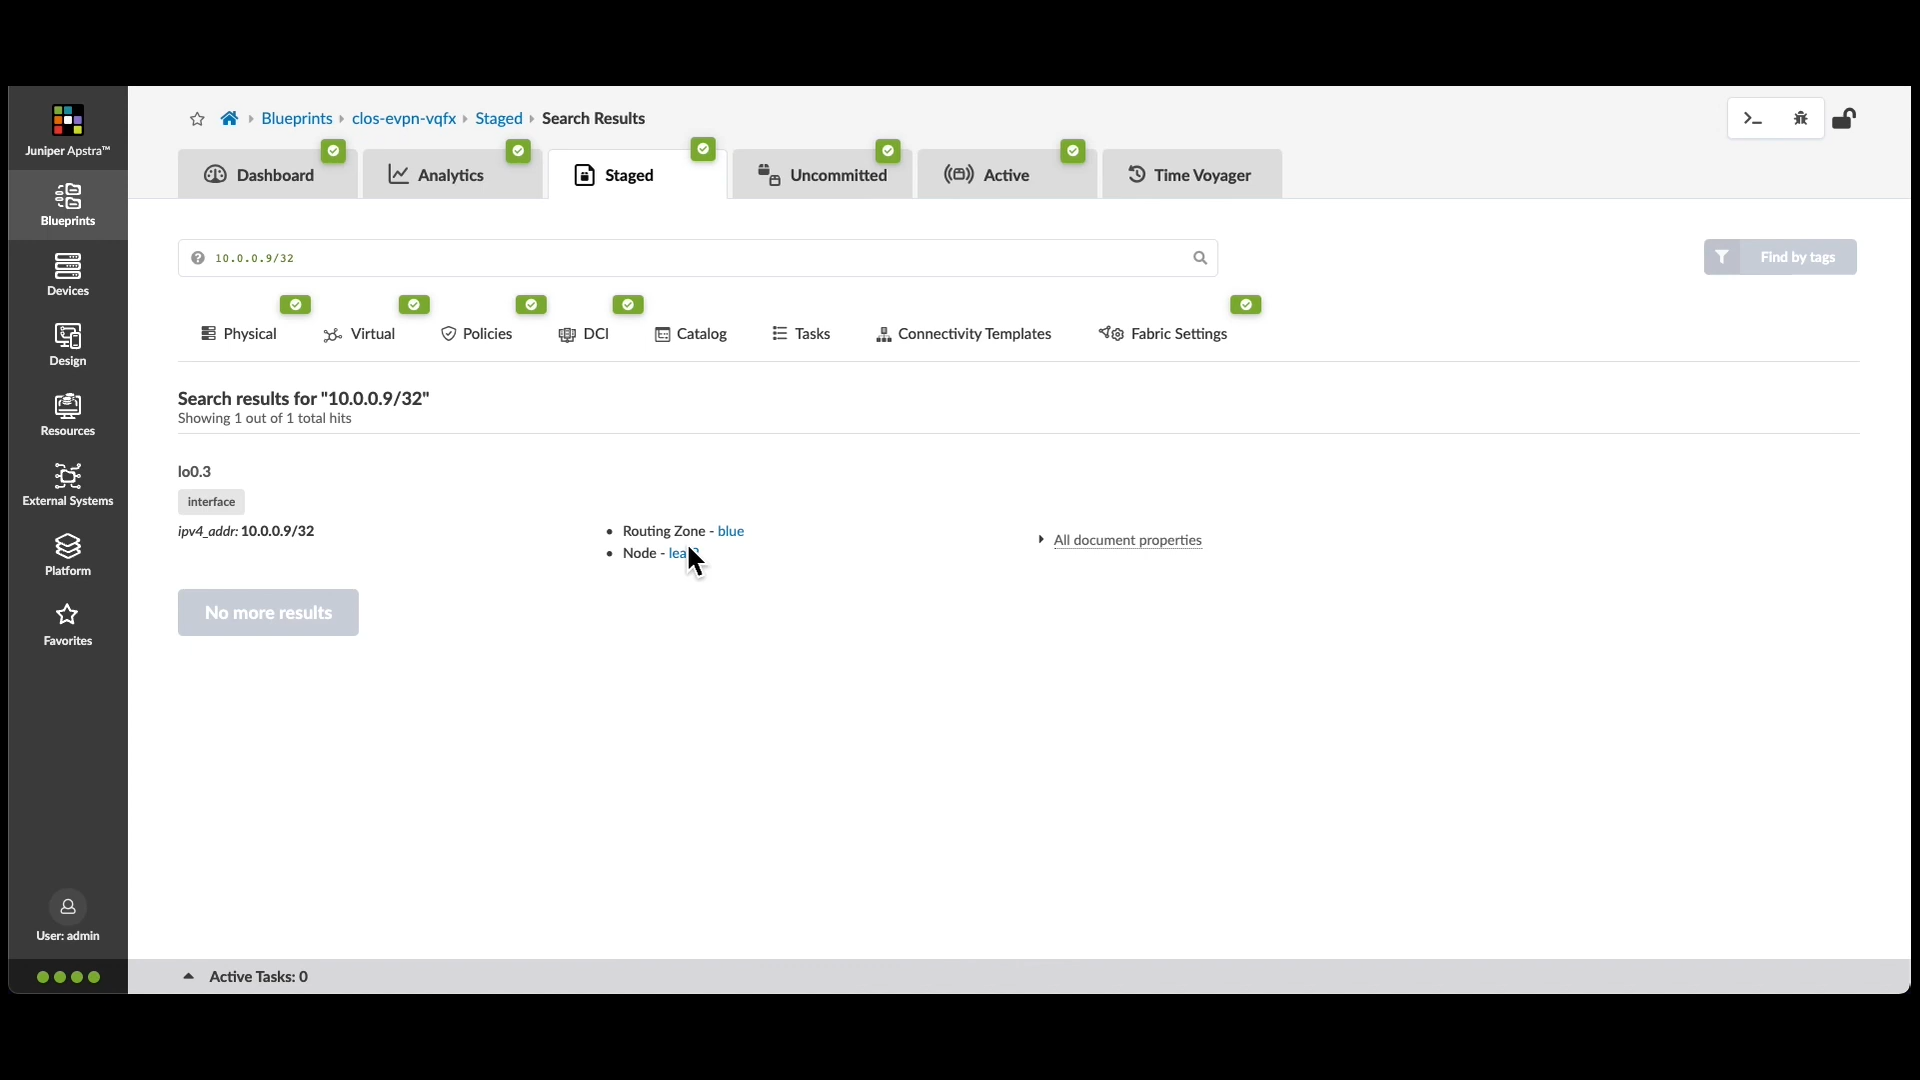 Juniper Apstra™
Blueprints
Devices
Design
Resources
External Systems
Platform
Favorites
User: admin
Blueprints › clos-evpn-vqfx › Staged › Search Results
Dashboard
Analytics
Staged
Uncommitted
Active
Time Voyager
10.0.0.9/32
Find by tags
Physical
Virtual
Policies
DCI
Catalog
Tasks
Connectivity Templates
Fabric Settings
Search results for "10.0.0.9/32"
Showing 1 out of 1 total hits
lo0.3
interface
ipv4_addr: 10.0.0.9/32
• Routing Zone - blue
• Node -
All document properties
No more results
Active Tasks: 0